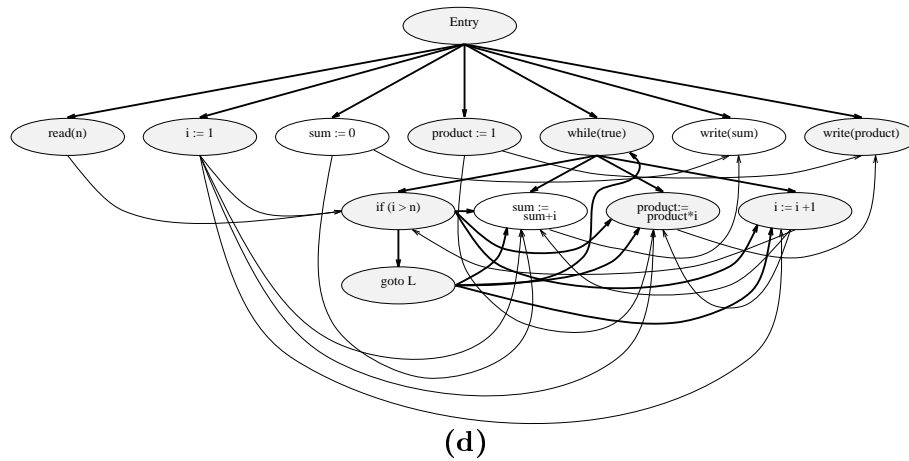 Entry
read(n)
i := 1
sum := 0
product := 1
while(true)
write(sum)
write(product)
if (i > n)
sum :=
sum+i
product:=
product*i
i := i +1
goto L
(d)